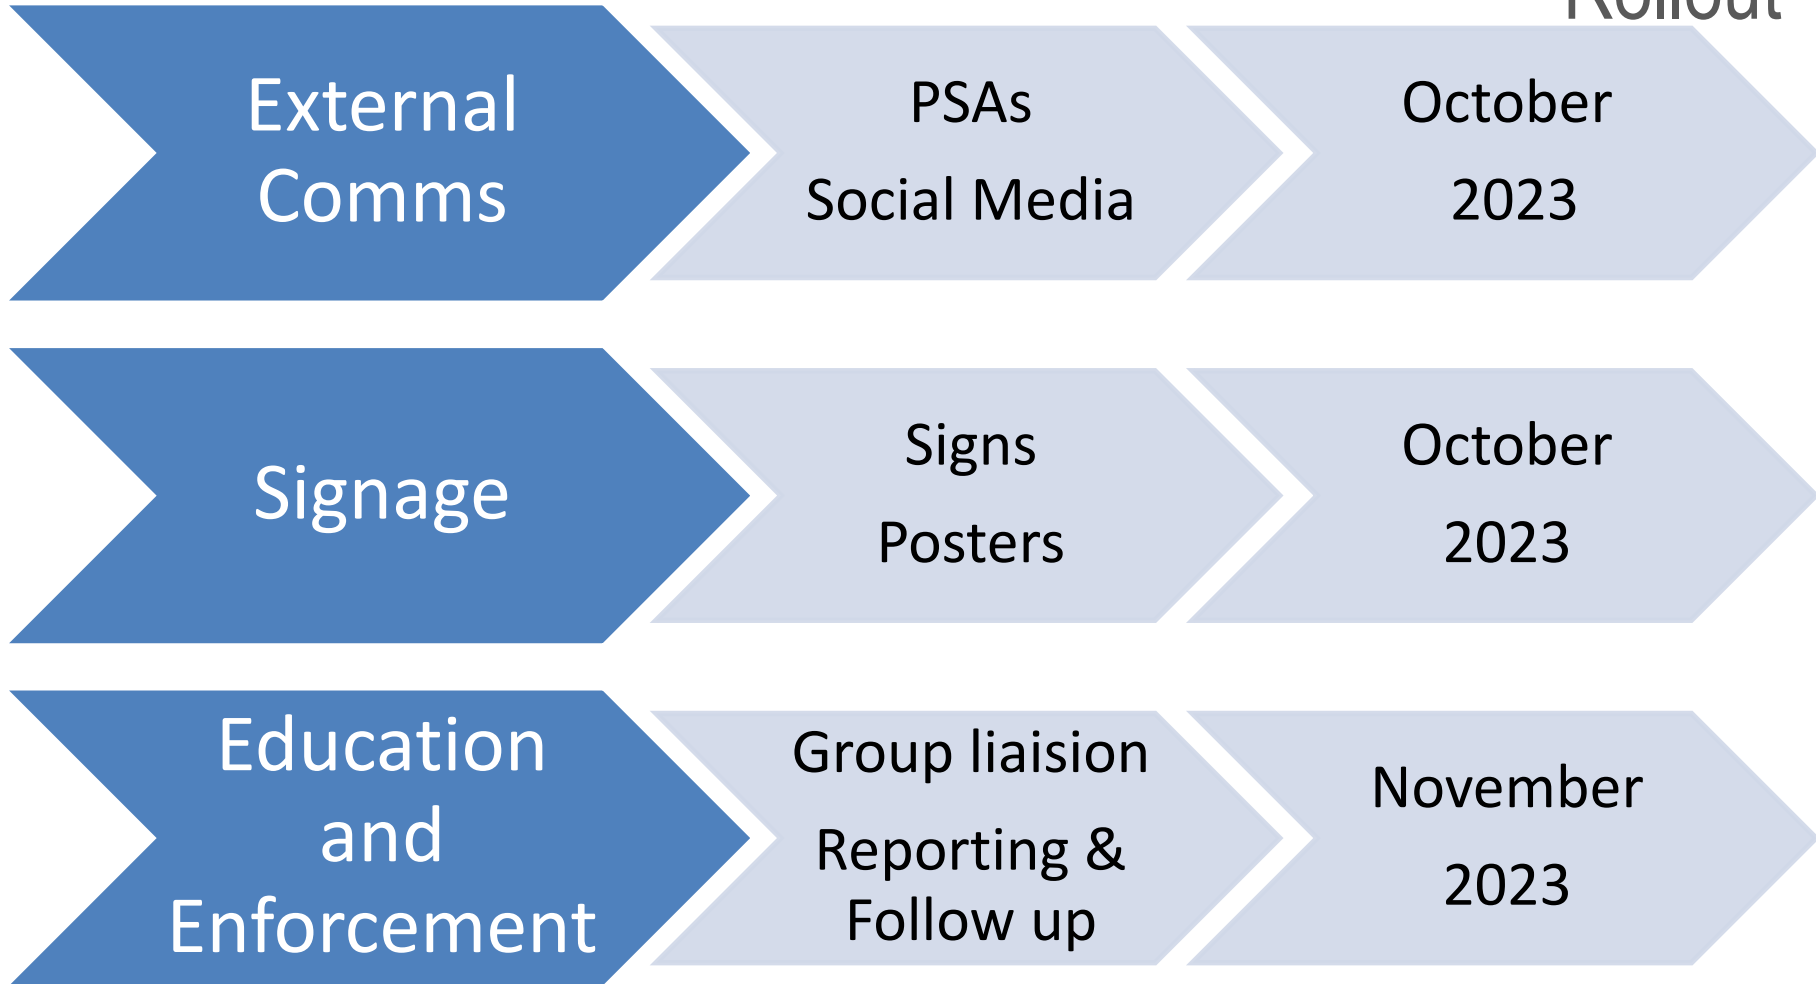 Rollout
External
Comms
PSAs
Social Media
October
2023
Signage
Signs
Posters
October
2023
Education
and
Enforcement
Group liaision
Reporting &
Follow up
November
2023